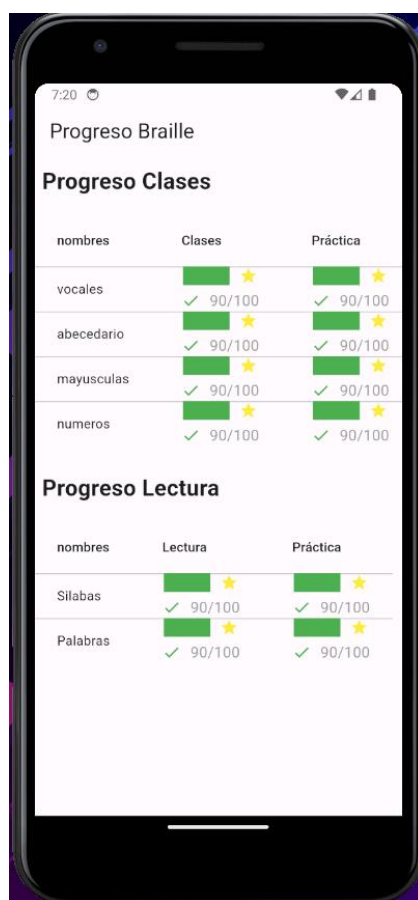 7:20
Progreso Braille
Progreso Clases
nombres Clases Práctica
vocales 90/100 90/100
abecedario 90/100 90/100
mayusculas 90/100 90/100
numeros 90/100 90/100
Progreso Lectura
nombres Lectura Práctica
Silabas 90/100 90/100
Palabras 90/100 90/100